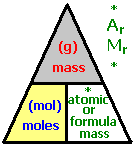 *
Ar
Mr
*
(g)
mass
(mol)
moles
*
atomic
or
formula
mass